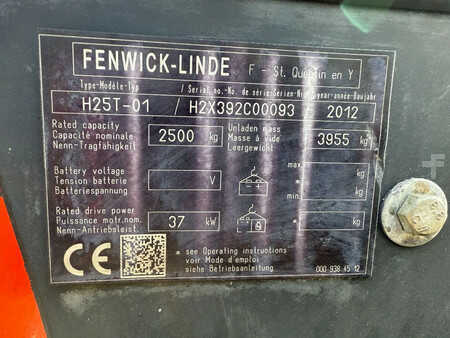 FENWICK-LINDE F - St. Quentin en Y
Type-Modèle-Typ / Serial.no.-No. de série-Serien-Nr. / year-année-Baujahr
H25T-01 / H2X392C00093 / 2012
Rated capacity
Capacité nominale
Nenn-Tragfähigkeit
2500 kg
Unladen mass
Masse à vide
Leergewicht
3955 kg
Battery voltage
Tension batterie
Batteriespannung
V
- +
max. kg
*
min. kg
Rated drive power
Puissance motr.nom.
Nenn-Antriebsleist.
37 kW
* kg
CE
* see Operating instructions
voir Mode d'emploi
siehe Betriebsanleitung
000 938 45 12